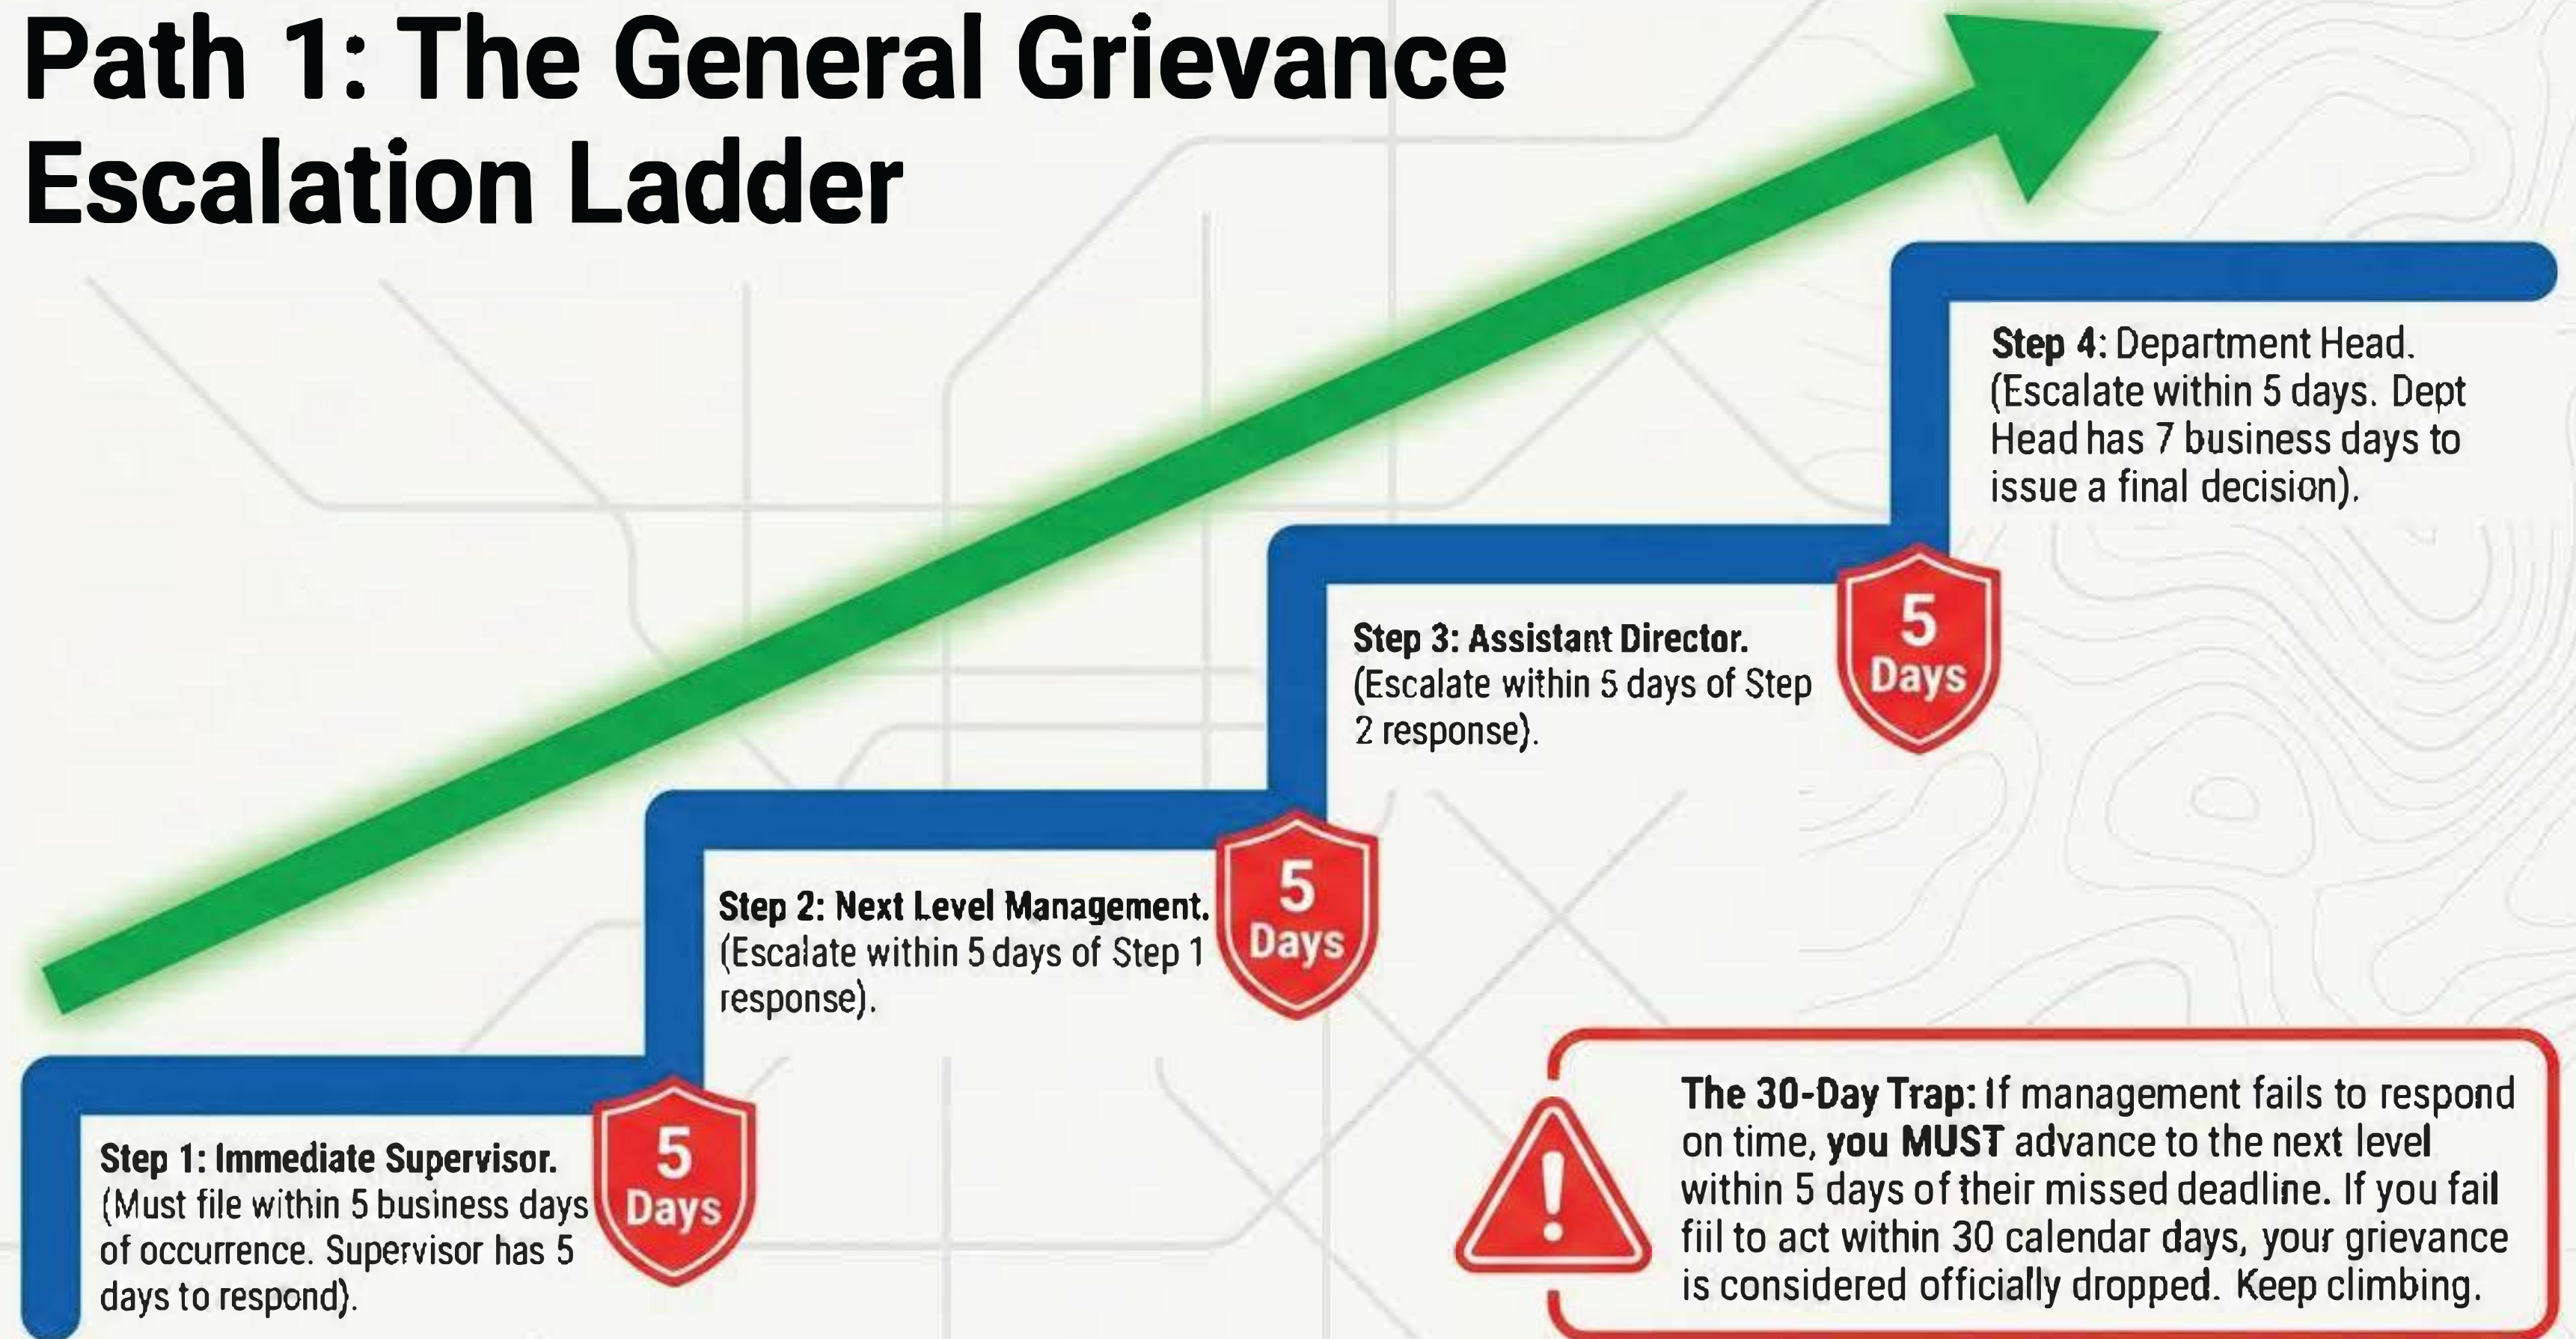 Path 1: The General Grievance
Escalation Ladder
Step 4: Department Head.
(Escalate within 5 days. Dept
Head has 7 business days to
issue a final decision).
5
Days
Step 3: Assistant Director.
(Escalate within 5 days of Step
2 response).
5
Days
Step 2: Next Level Management.
(Escalate within 5 days of Step 1
response).
5
Days
Step 1: Immediate Supervisor.
(Must file within 5 business days
of occurrence. Supervisor has 5
days to respond).
The 30-Day Trap: If management fails to respond
on time, you MUST advance to the next level
within 5 days of their missed deadline. If you fail
fiil to act within 30 calendar days, your grievance
is considered officially dropped. Keep climbing.